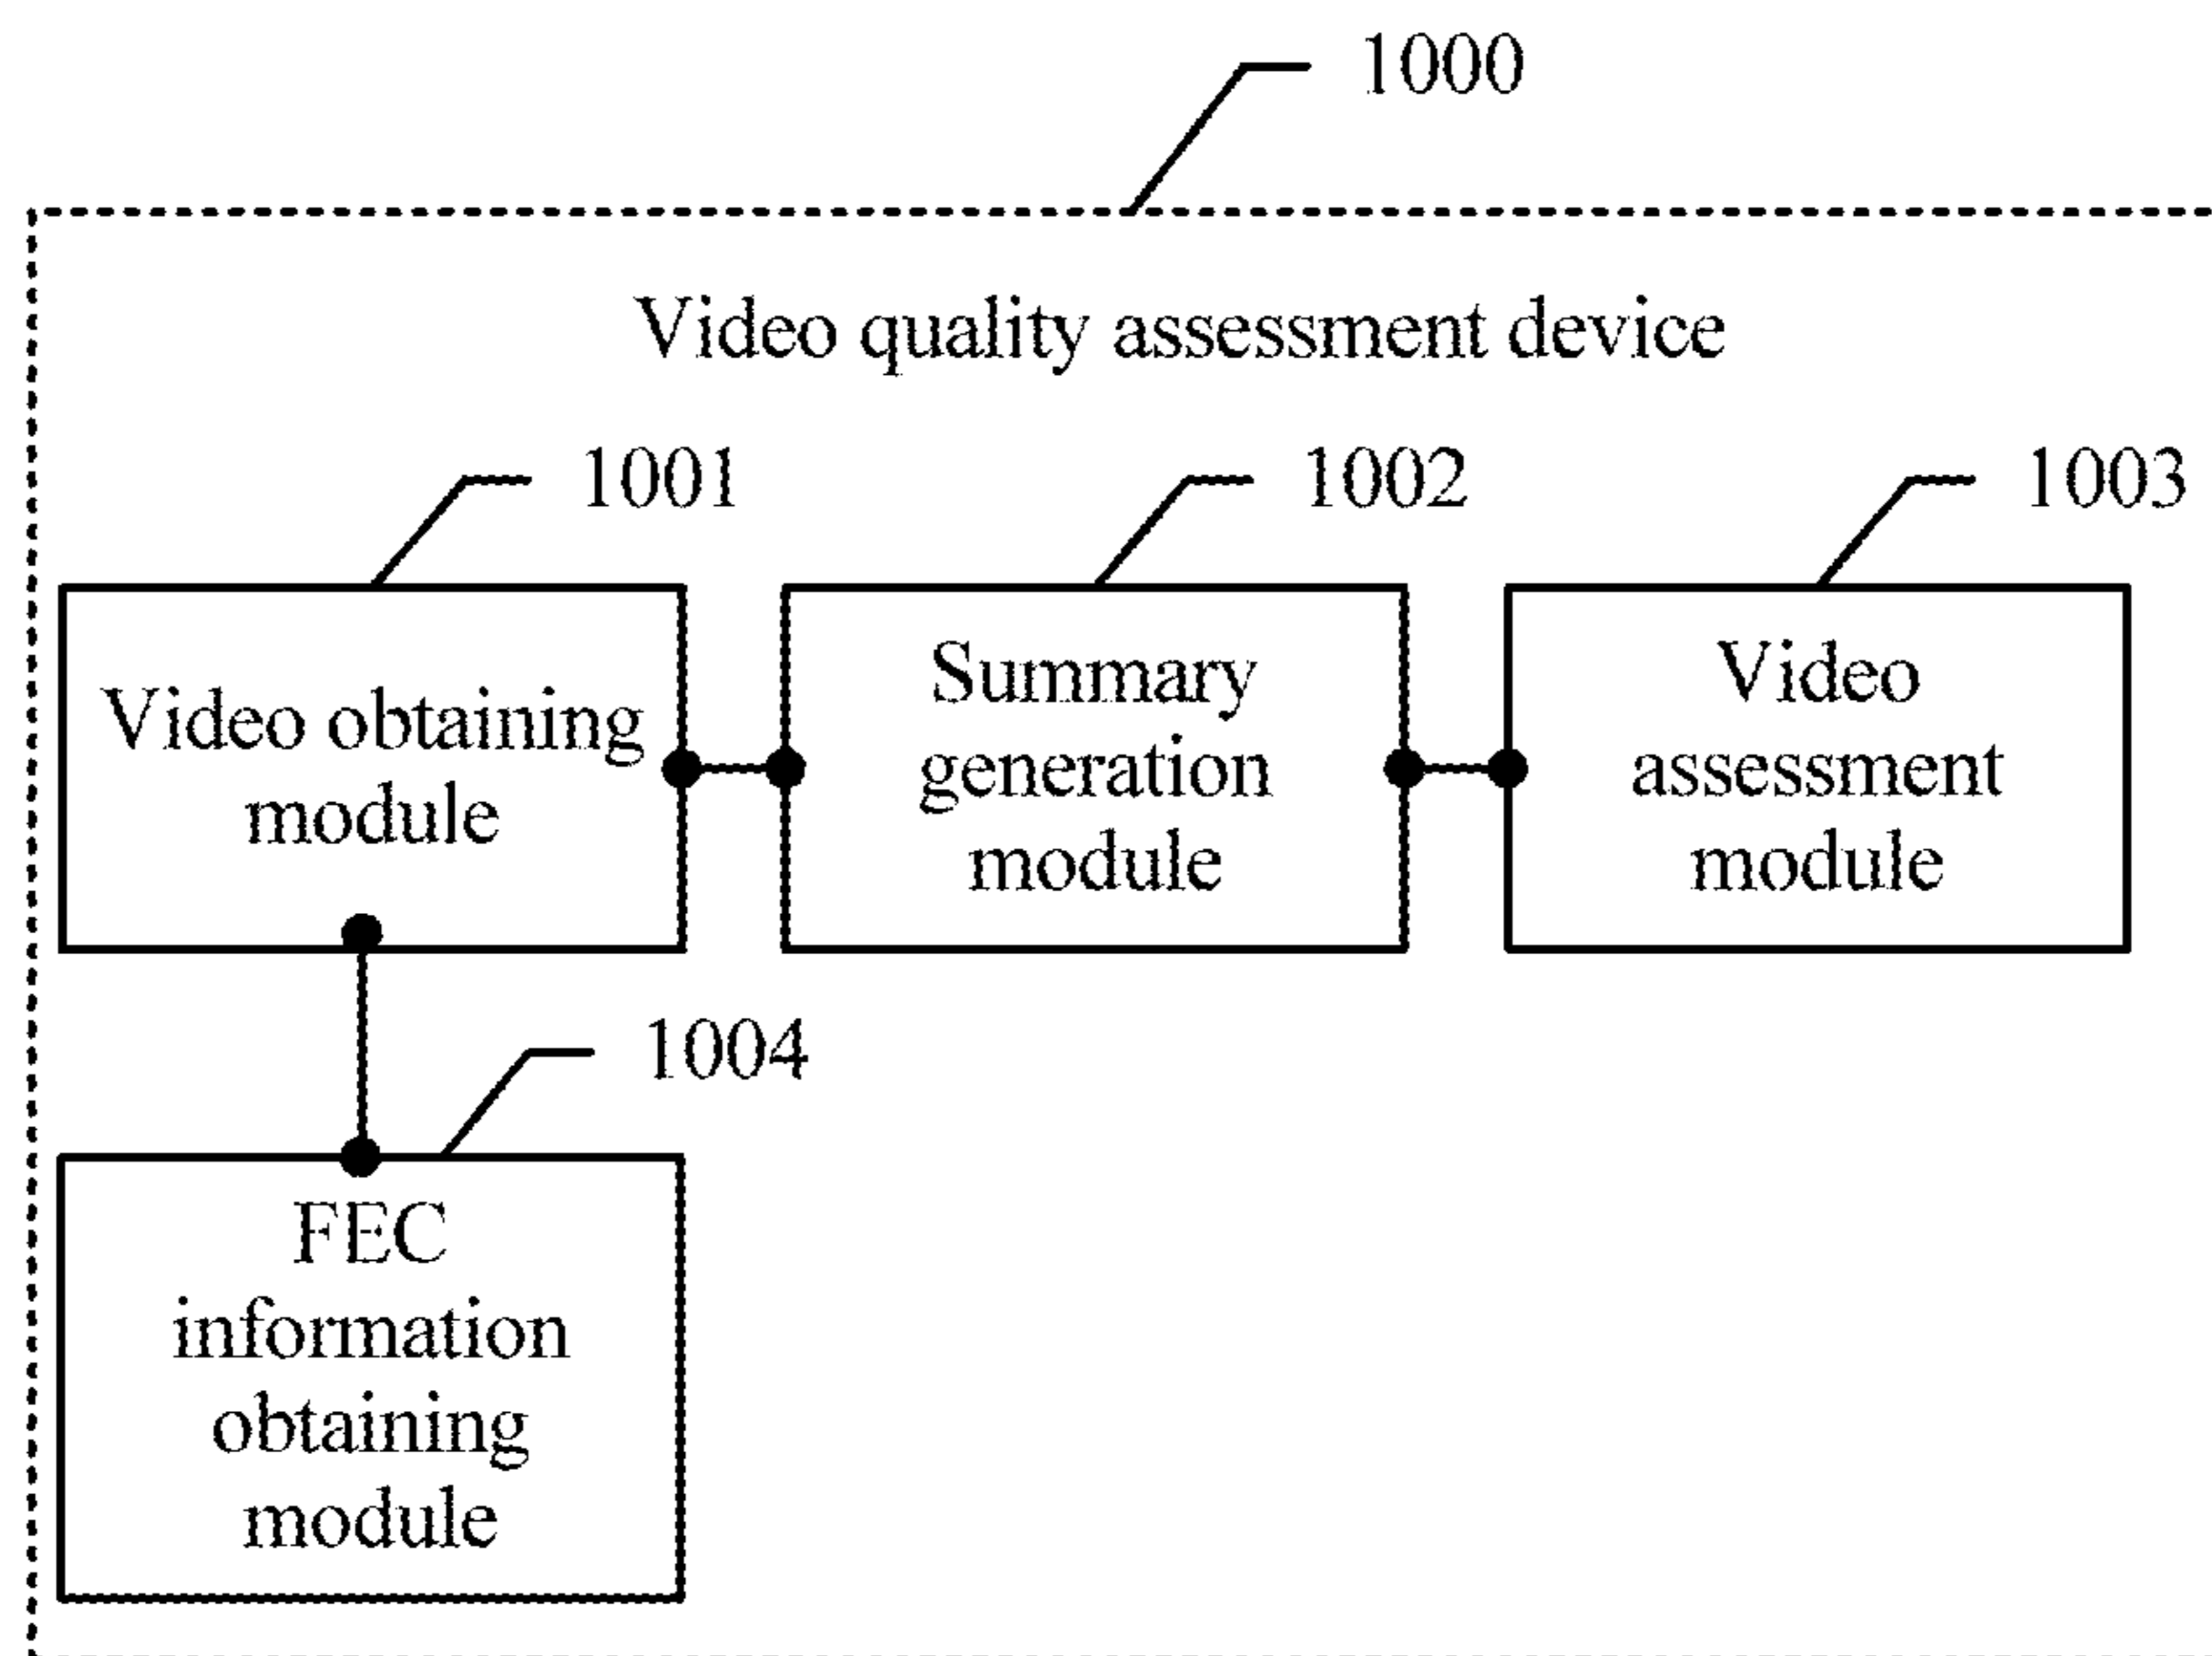 1000
Video quality assessment device
1001
1002
1003
Video obtaining
module
Summary
generation
module
Video
assessment
module
1004
FEC
information
obtaining
module